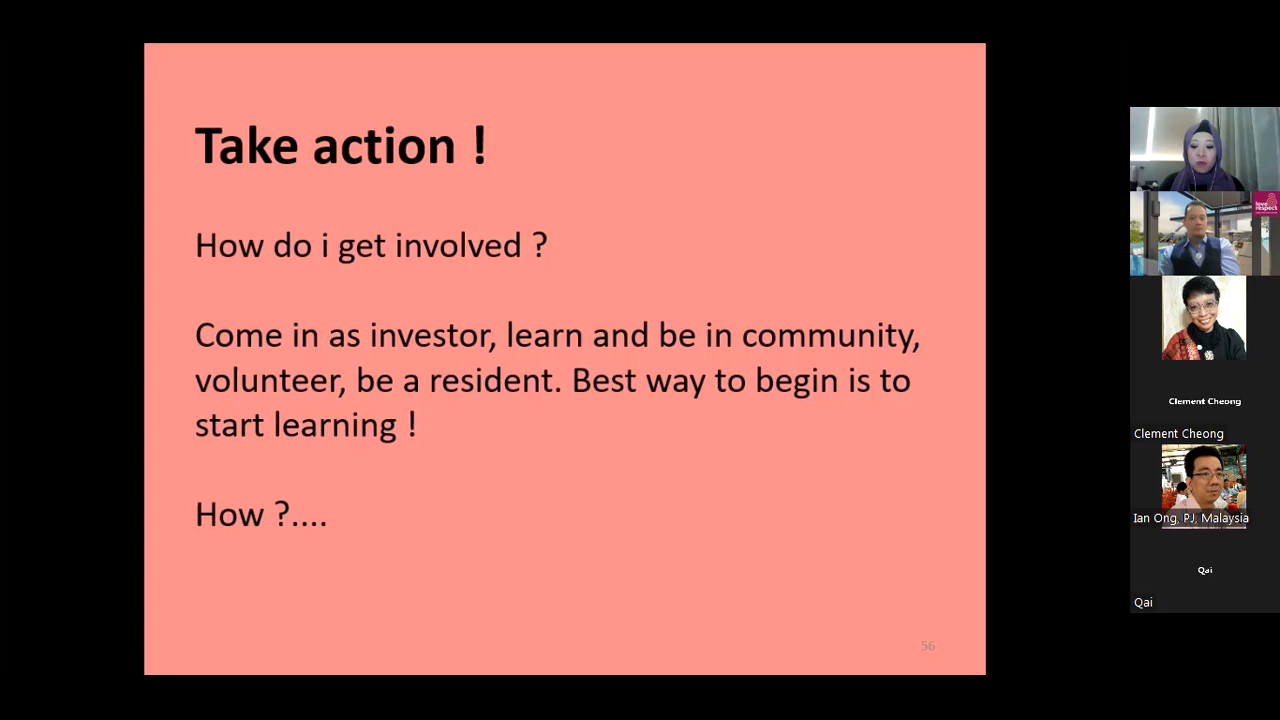 Take action !
How do i get involved ?
Come in as investor, learn and be in community,
volunteer, be a resident. Best way to begin is to
start learning !
How ?....
56
love
respect
Clement Cheong
Clement Cheong
Ian Ong, PJ, Malaysia
Qai
Qai